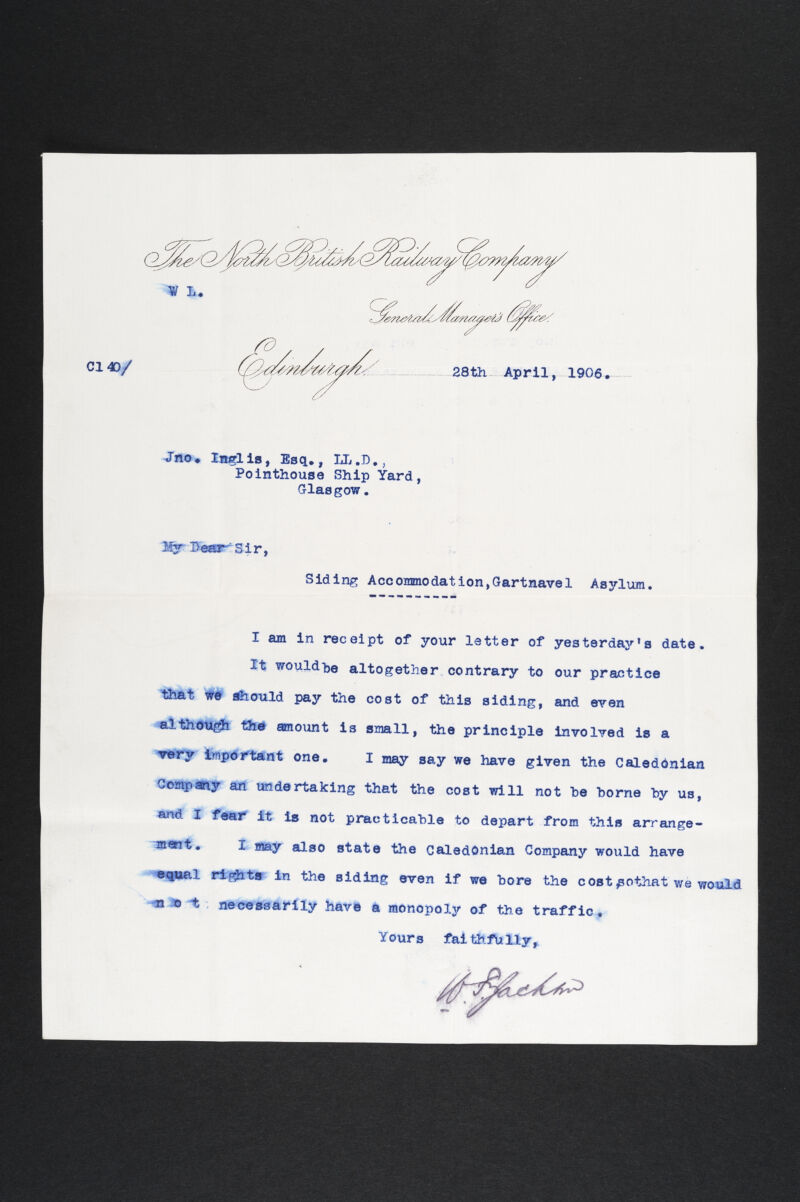 The North British Railway Company
W L.
General Manager's Office.
C140/
Edinburgh 28th April, 1906.
Jno. Inglis, Esq., LL.D.,
Pointhouse Ship Yard,
Glasgow.
My Dear Sir,
Siding Accommodation,Gartnavel Asylum.
----------
I am in receipt of your letter of yesterday's date.
It wouldbe altogether contrary to our practice
that we should pay the cost of this siding, and even
although the amount is small, the principle involved is a
very important one. I may say we have given the Caledonian
Company an undertaking that the cost will not be borne by us,
and I fear it is not practicable to depart from this arrange-
ment. I may also state the Caledonian Company would have
equal rights in the siding even if we bore the cost,sothat we would
n o t necessarily have a monopoly of the traffic.
Yours faithfully,
W. F. Jackson